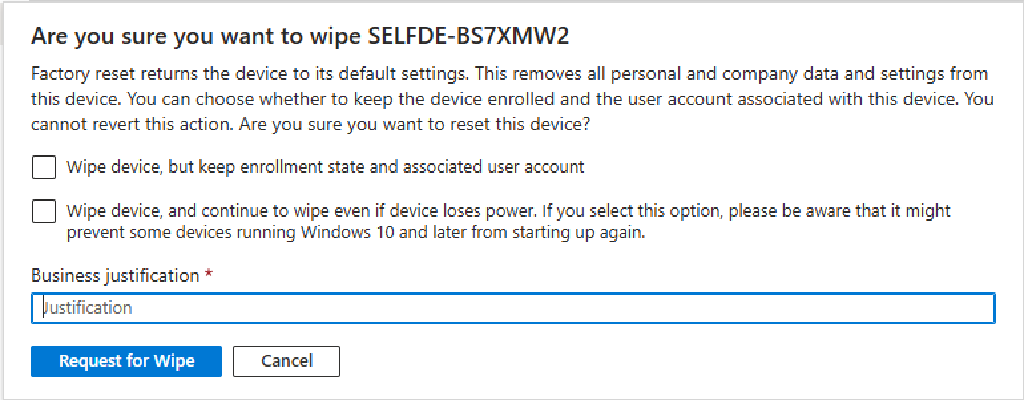 Are you sure you want to wipe SELFDE-BS7XMW2
Factory reset returns the device to its default settings. This removes all personal and company data and settings from
this device. You can choose whether to keep the device enrolled and the user account associated with this device. You
cannot revert this action. Are you sure you want to reset this device?
Wipe device, but keep enrollment state and associated user account
Wipe device, and continue to wipe even if device loses power. If you select this option, please be aware that it might
prevent some devices running Windows 10 and later from starting up again.
Business justification *
Justification
Request for Wipe
Cancel